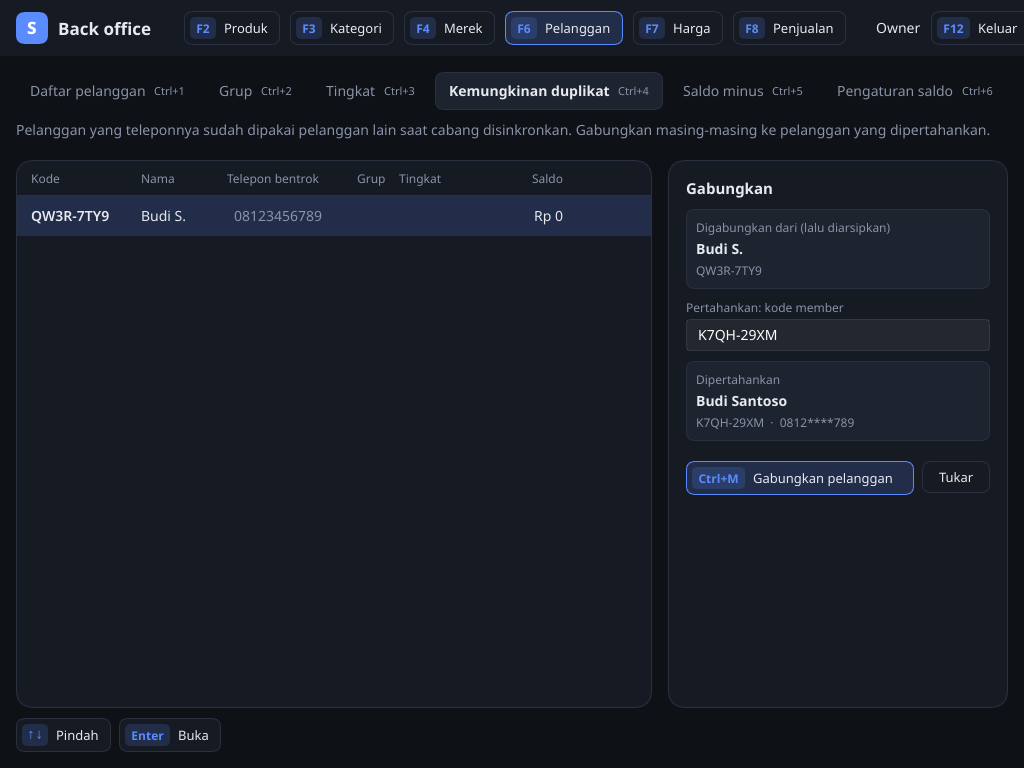 S Back office F2 Produk F3 Kategori F4 Merek F6 Pelanggan F7 Harga F8 Penjualan Owner F12 Keluar
Daftar pelanggan Ctrl+1 Grup Ctrl+2 Tingkat Ctrl+3 Kemungkinan duplikat Ctrl+4 Saldo minus Ctrl+5 Pengaturan saldo Ctrl+6
Pelanggan yang teleponnya sudah dipakai pelanggan lain saat cabang disinkronkan. Gabungkan masing-masing ke pelanggan yang dipertahankan.
Kode Nama Telepon bentrok Grup Tingkat Saldo
QW3R-7TY9 Budi S. 08123456789 Rp 0
Gabungkan
Digabungkan dari (lalu diarsipkan)
Budi S.
QW3R-7TY9
Pertahankan: kode member
K7QH-29XM
Dipertahankan
Budi Santoso
K7QH-29XM · 0812****789
Ctrl+M Gabungkan pelanggan Tukar
↑↓ Pindah Enter Buka